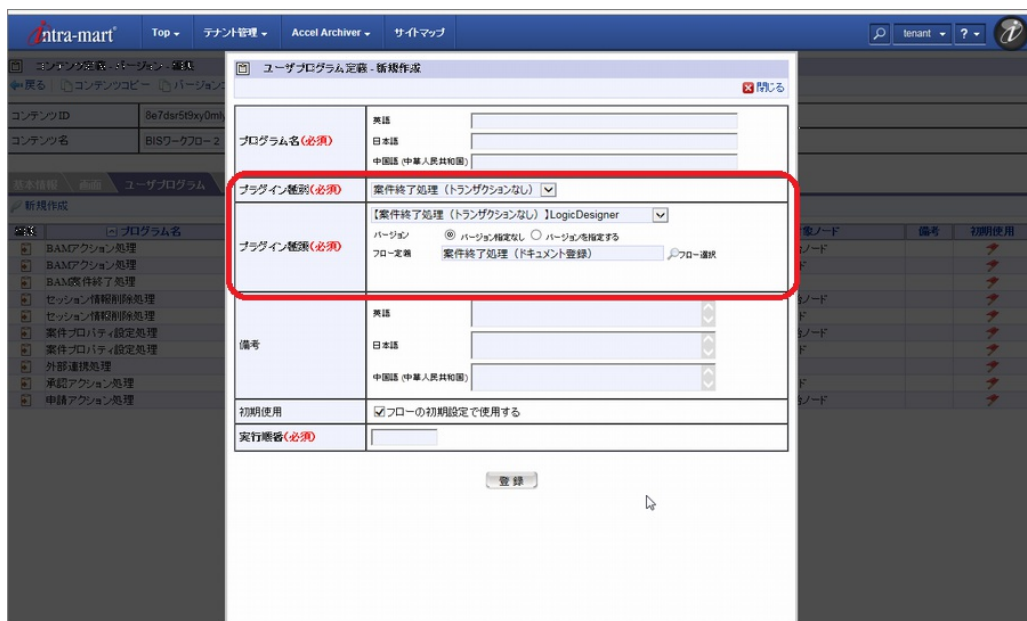 intra-mart Top テナント管理 Accel Archiver サイトマップ tenant ?
コンテンツ定義 - バージョン - 編集
戻る コンテンツコピー
ユーザプログラム定義 - 新規作成
閉じる
コンテンツID 8e7dsr5t9xy0mly
コンテンツ名 BISワークフロー2
プログラム名(必須)
英語
日本語
中国語 (中華人民共和国)
基本情報 画面 ユーザプログラム
新規作成
プラグイン種別(必須) 案件終了処理（トランザクションなし）
プラグイン種類(必須)
【案件終了処理（トランザクションなし）】LogicDesigner
バージョン バージョン指定なし バージョンを指定する
フロー定義 案件終了処理（ドキュメント登録） フロー選択
編集 プログラム名 備考 初期使用
BAMアクション処理
BAMアクション処理
BAM案件終了処理
セッション情報削除処理
セッション情報削除処理
案件プロパティ設定処理
案件プロパティ設定処理
外部連携処理
承認アクション処理
申請アクション処理
備考
英語
日本語
中国語 (中華人民共和国)
初期使用 フローの初期設定で使用する
実行順番(必須)
登録